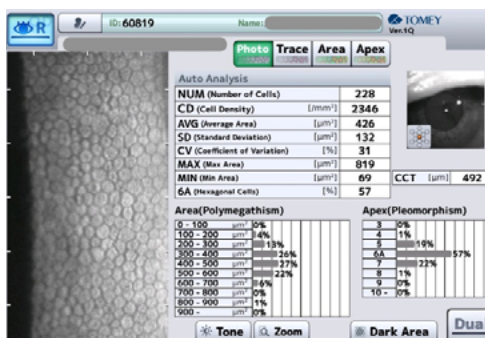 R ID:60819 Name: TOMEY
Ver.1Q
Photo Trace Area Apex
Auto Analysis
NUM (Number of Cells) 228
CD (Cell Density) [/mm²] 2346
AVG (Average Area) [µm²] 426
SD (Standard Deviation) [µm²] 132
CV (Coefficient of Variation) [%] 31
MAX (Max Area) [µm²] 819
MIN (Min Area) [µm²] 69 CCT [µm] 492
6A (Hexagonal Cells) [%] 57
Area(Polymegathism) Apex(Pleomorphism)
0 - 100 µm² 0% 3 0%
100 - 200 µm² 4% 4 1%
200 - 300 µm² 13% 5 19%
300 - 400 µm² 26% 6A 57%
400 - 500 µm² 27% 7 22%
500 - 600 µm² 22% 8 1%
600 - 700 µm² 6% 9 0%
700 - 800 µm² 0% 10 - 0%
800 - 900 µm² 1%
900 - µm² 0%
Tone Zoom Dark Area Dua